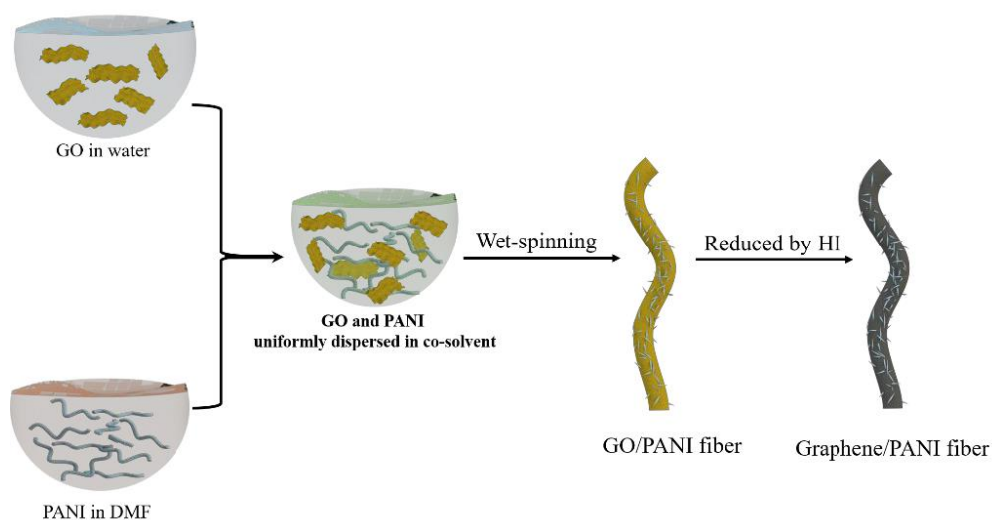 GO in water
PANI in DMF
GO and PANI
uniformly dispersed in co-solvent
Wet-spinning
GO/PANI fiber
Reduced by HI
Graphene/PANI fiber